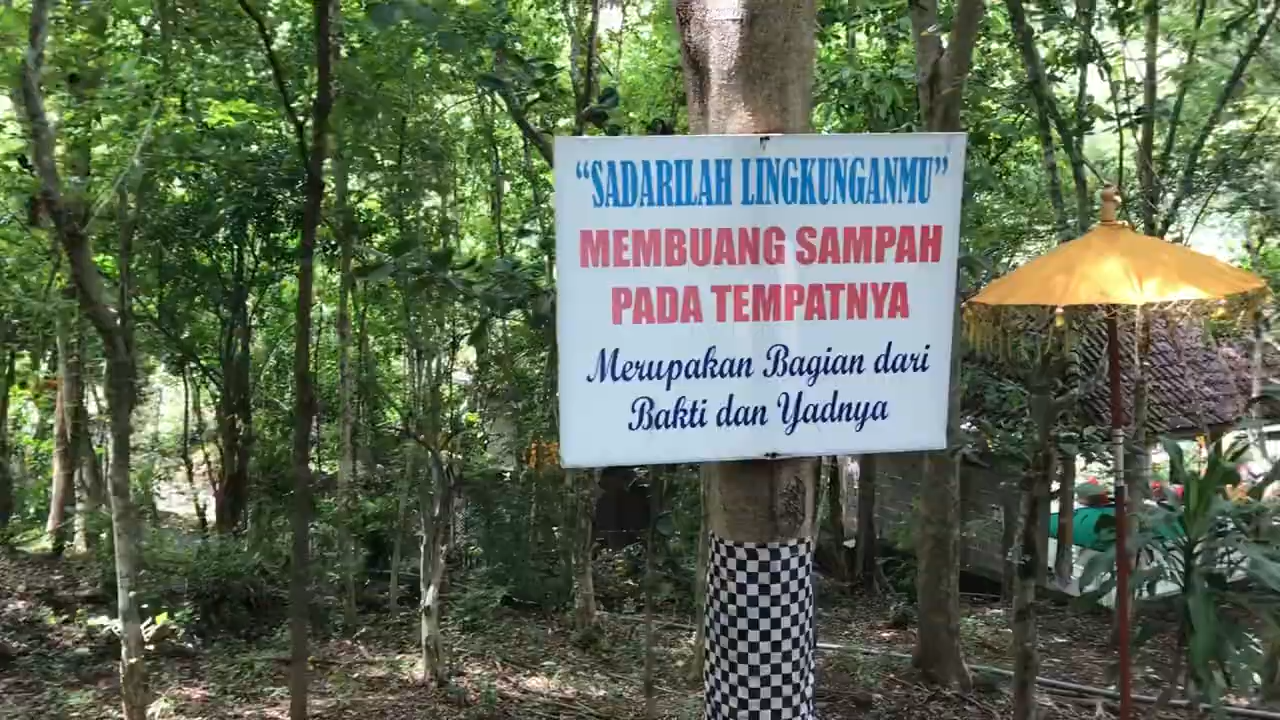 “SADARILAH LINGKUNGANMU”
MEMBUANG SAMPAH
PADA TEMPATNYA
Merupakan Bagian dari
Bakti dan Yadnya